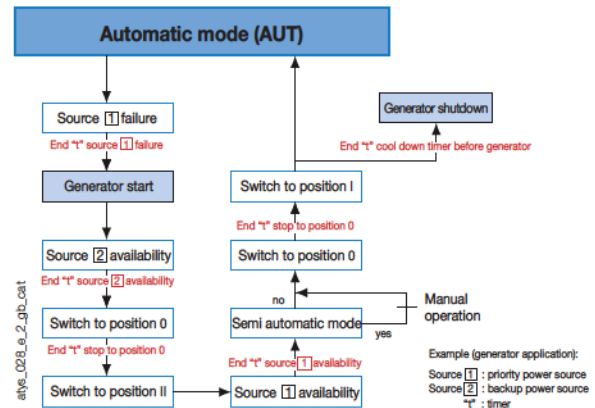 Automatic mode (AUT)
Source 1 failure
End "t" source 1 failure
Generator start
Source 2 availability
End "t" source 2 availability
Switch to position 0
End "t" stop to position 0
Switch to position II
Generator shutdown
End "t" cool down timer before generator
Switch to position I
End "t" stop to position 0
Switch to position 0
no
Manual
operation
Semi automatic mode
yes
End "t" source 1 availability
Source 1 availability
Example (generator application):
Source 1 : priority power source
Source 2 : backup power source
"t" : timer
atys_028_e_2_gb_cat